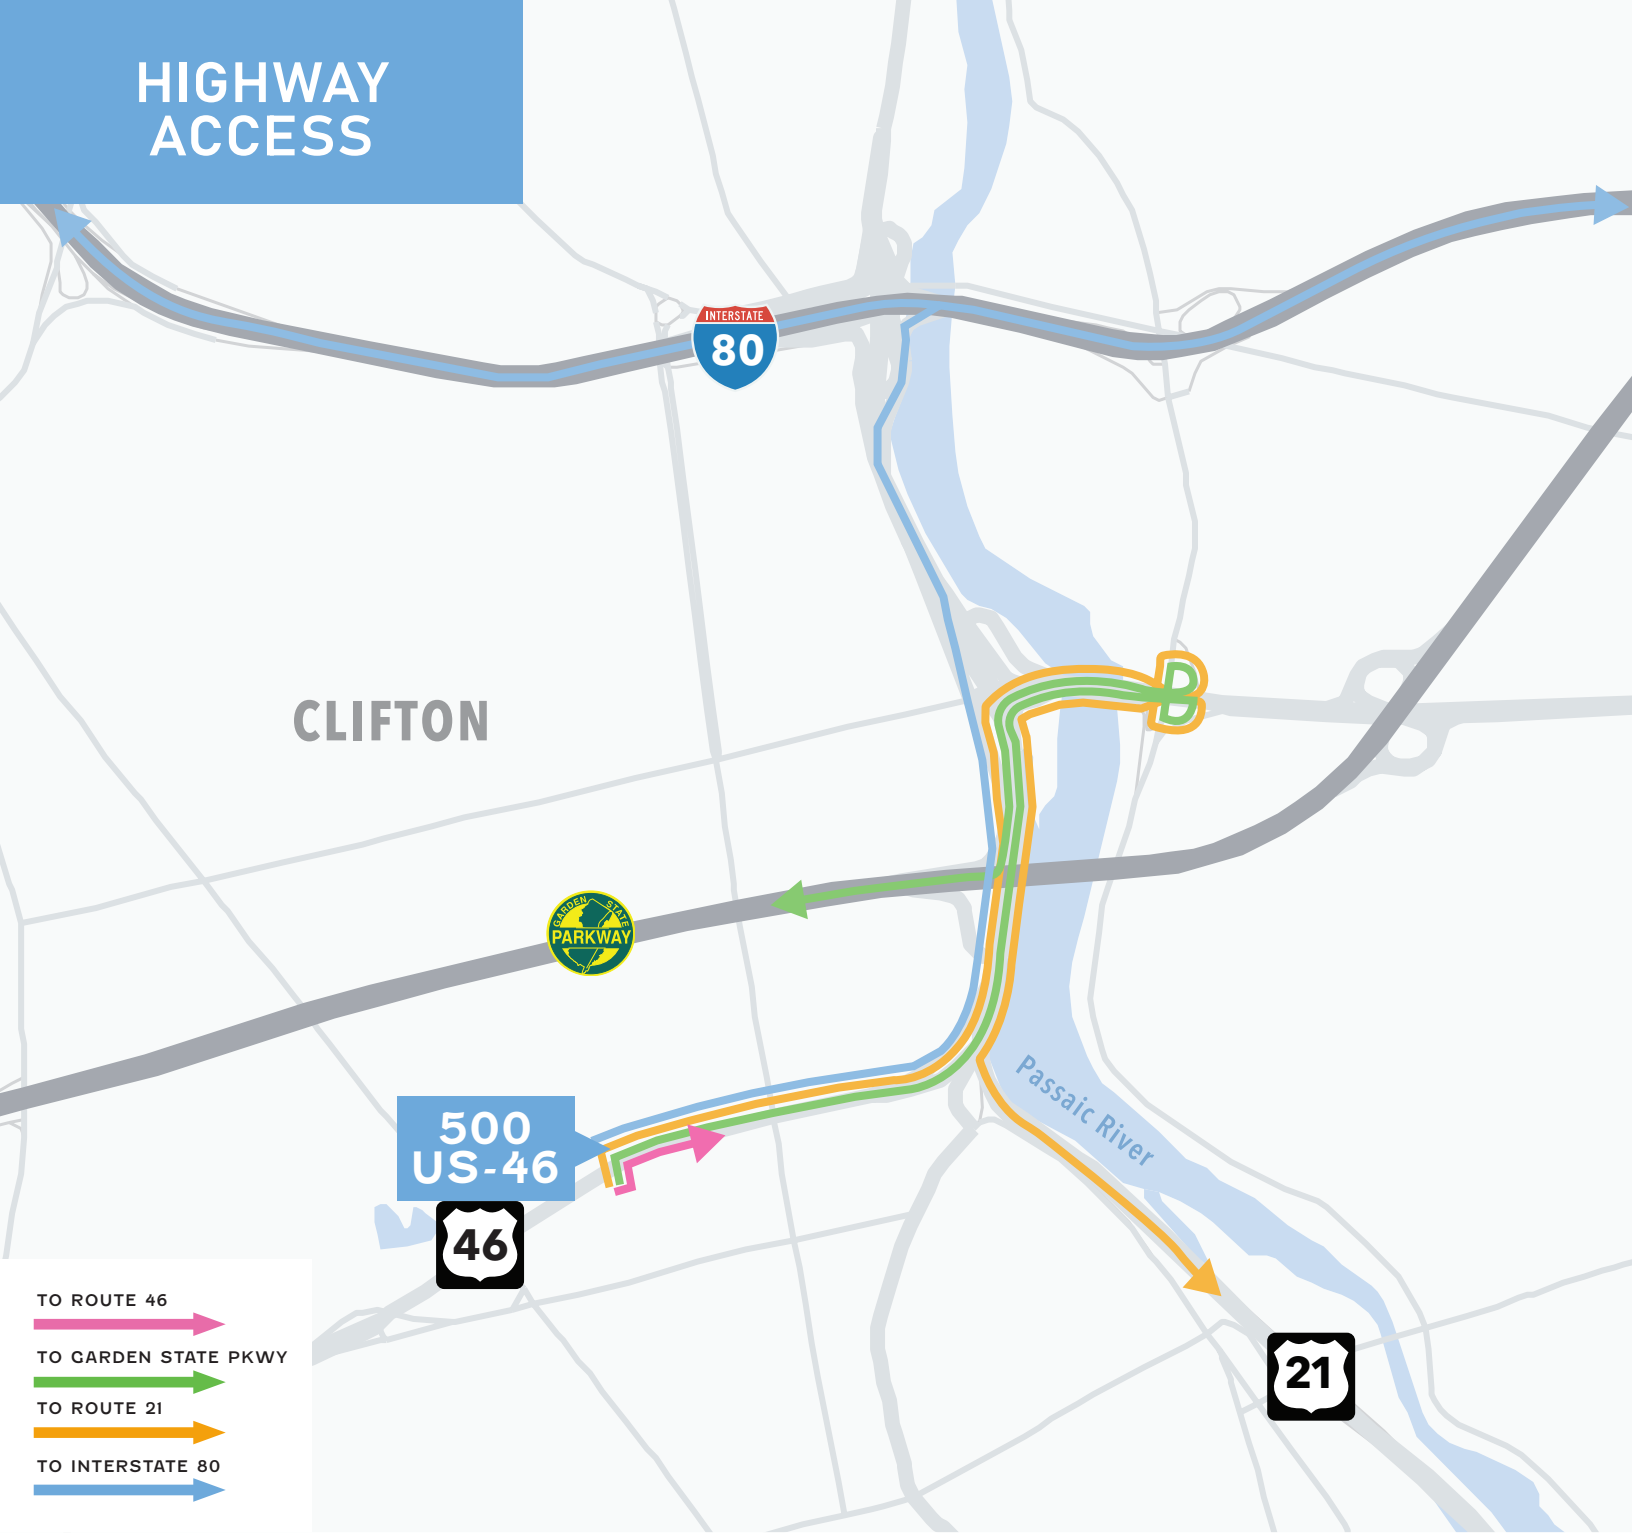 HIGHWAY
ACCESS
INTERSTATE
80
CLIFTON
GARDEN STATE
PARKWAY
Passaic River
500
US-46
46
21
TO ROUTE 46
TO GARDEN STATE PKWY
TO ROUTE 21
TO INTERSTATE 80